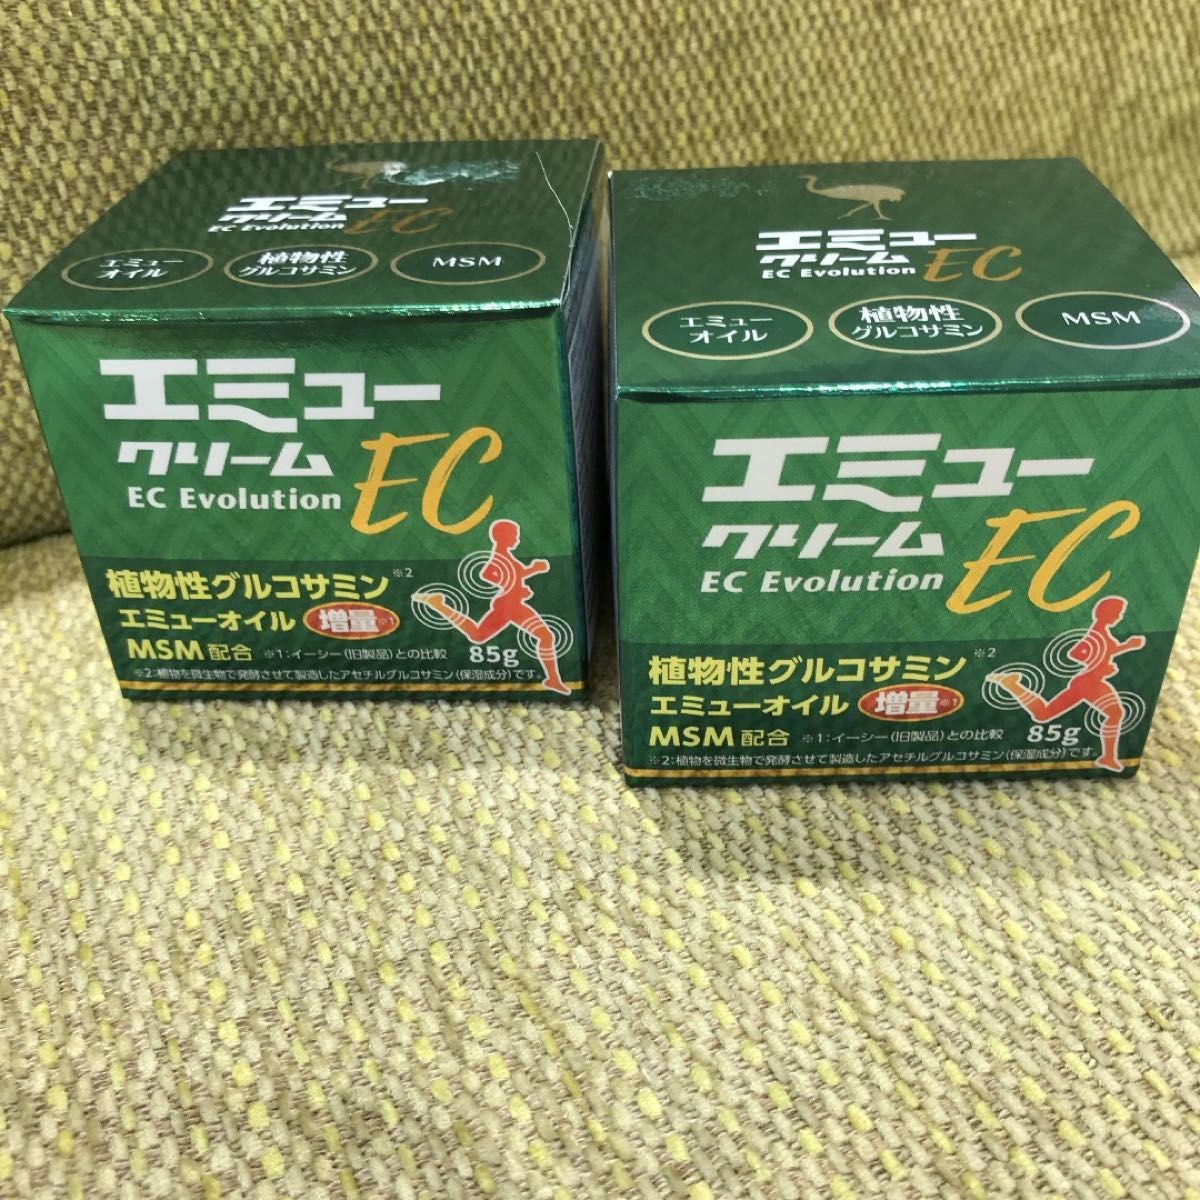 エミュー
クリーム EC
EC Evolution
エミュー
オイル
植物性
グルコサミン
MSM
エミュー
クリーム EC
EC Evolution
植物性グルコサミン※2
エミューオイル 増量※1
MSM配合 ※1:イーシー(旧製品)との比較 85g
※2:植物を微生物で発酵させて製造したアセチルグルコサミン(保湿成分)です。
エミュー
クリーム EC
EC Evolution
エミュー
オイル
植物性
グルコサミン
MSM
エミュー
クリーム EC
EC Evolution
植物性グルコサミン※2
エミューオイル 増量※1
MSM配合 ※1:イーシー(旧製品)との比較 85g
※2:植物を微生物で発酵させて製造したアセチルグルコサミン(保湿成分)です。